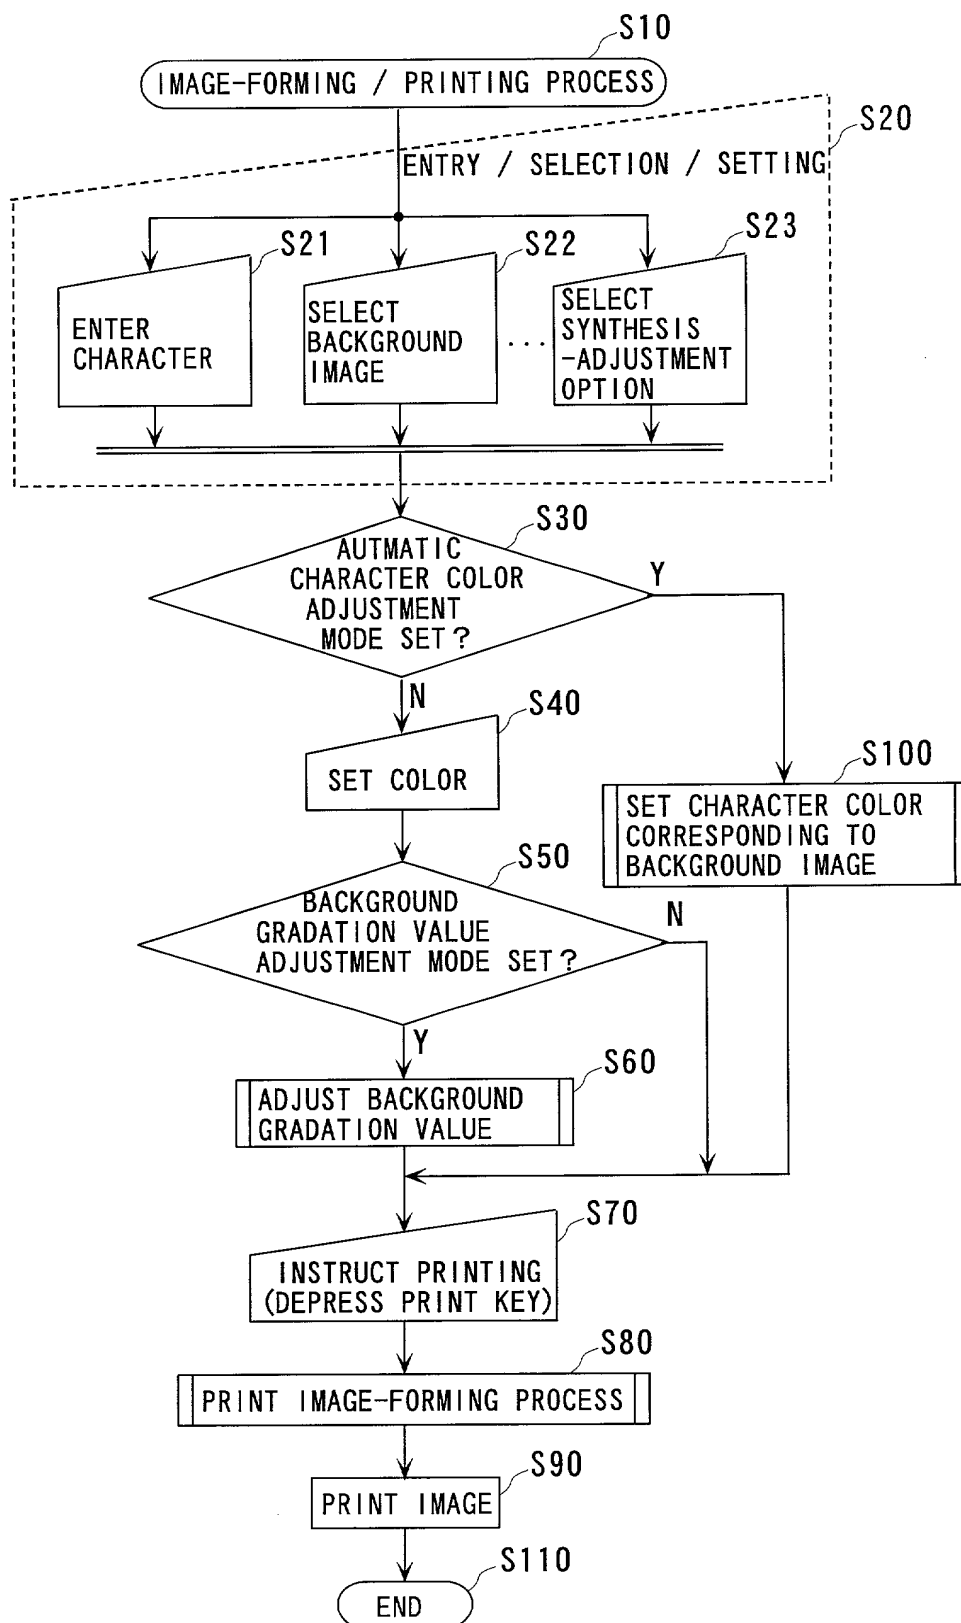 S10
IMAGE-FORMING / PRINTING PROCESS
S20
ENTRY / SELECTION / SETTING
S21
S22
S23
ENTER
CHARACTER
SELECT
BACKGROUND
IMAGE
. . .
SELECT
SYNTHESIS
-ADJUSTMENT
OPTION
S30
AUTMATIC
CHARACTER COLOR
ADJUSTMENT
MODE SET?
Y
N
S40
SET COLOR
S100
SET CHARACTER COLOR
CORRESPONDING TO
BACKGROUND IMAGE
S50
BACKGROUND
GRADATION VALUE
ADJUSTMENT MODE SET?
N
Y
S60
ADJUST BACKGROUND
GRADATION VALUE
S70
INSTRUCT PRINTING
(DEPRESS PRINT KEY)
S80
PRINT IMAGE-FORMING PROCESS
S90
PRINT IMAGE
S110
END